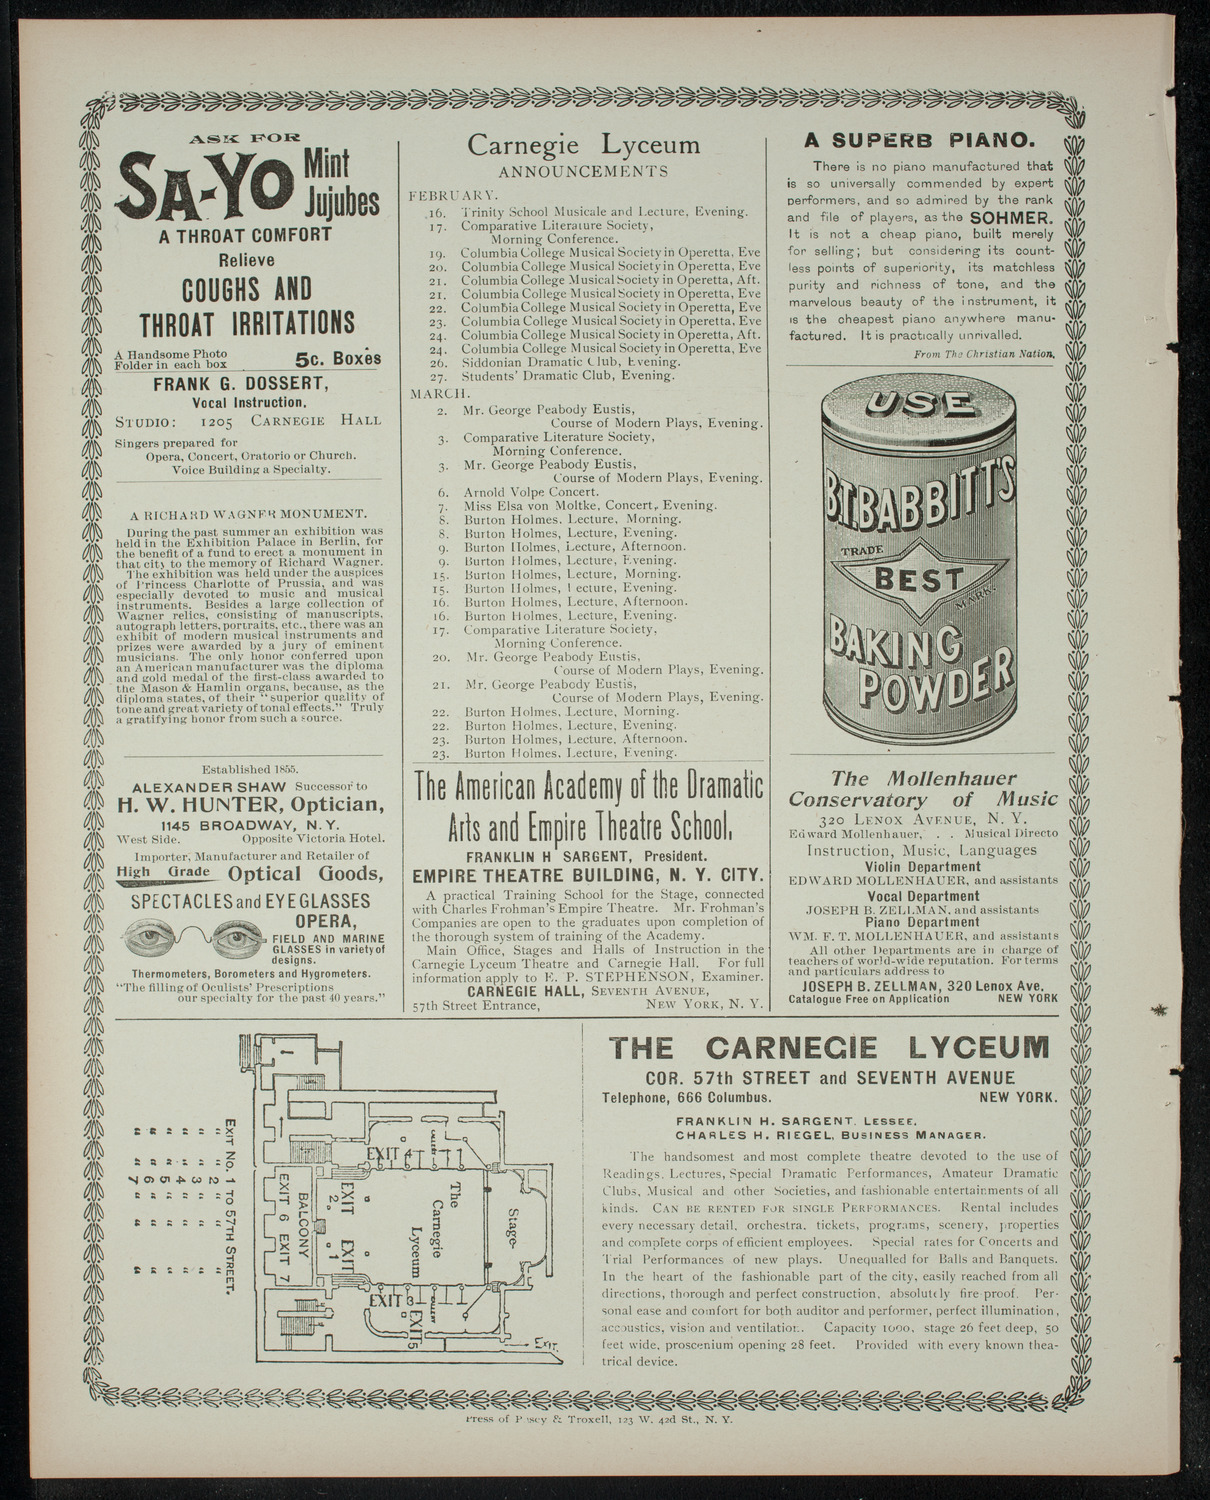 ASK FOR
SA-YO Mint Jujubes
A THROAT COMFORT
Relieve
COUGHS AND
THROAT IRRITATIONS
A Handsome Photo
Folder in each box
5c. Boxes
FRANK G. DOSSERT,
Vocal Instruction,
STUDIO: 1205 CARNEGIE HALL
Singers prepared for
Opera, Concert, Oratorio or Church.
Voice Building a Specialty.
A RICHARD WAGNER MONUMENT.
During the past summer an exhibition was
held in the Exhibition Palace in Berlin, for
the benefit of a fund to erect a monument in
that city to the memory of Richard Wagner.
The exhibition was held under the auspices
of Princess Charlotte of Prussia, and was
especially devoted to music and musical
instruments. Besides a large collection of
Wagner relics, consisting of manuscripts,
autograph letters, portraits, etc., there was an
exhibit of modern musical instruments and
prizes were awarded by a jury of eminent
musicians. The only honor conferred upon
an American manufacturer was the diploma
and gold medal of the first-class awarded to
the Mason & Hamlin organs, because, as the
diploma states, of their "superior quality of
tone and great variety of tonal effects." Truly
a gratifying honor from such a source.
Established 1855.
ALEXANDER SHAW Successor to
H. W. HUNTER, Optician,
1145 BROADWAY, N. Y.
West Side. Opposite Victoria Hotel.
Importer, Manufacturer and Retailer of
High Grade Optical Goods,
SPECTACLES and EYEGLASSES
OPERA,
FIELD AND MARINE
GLASSES in variety of
designs.
Thermometers, Borometers and Hygrometers.
"The filling of Oculists' Prescriptions
our specialty for the past 40 years."
Carnegie Lyceum
ANNOUNCEMENTS
FEBRUARY.
16. Trinity School Musicale and Lecture, Evening.
17. Comparative Literature Society,
Morning Conference.
19. Columbia College Musical Society in Operetta, Eve
20. Columbia College Musical Society in Operetta, Eve
21. Columbia College Musical Society in Operetta, Aft.
21. Columbia College Musical Society in Operetta, Eve
22. Columbia College Musical Society in Operetta, Eve
23. Columbia College Musical Society in Operetta, Eve
24. Columbia College Musical Society in Operetta, Aft.
24. Columbia College Musical Society in Operetta, Eve
26. Siddonian Dramatic Club, Evening.
27. Students' Dramatic Club, Evening.
MARCH.
2. Mr. George Peabody Eustis,
Course of Modern Plays, Evening.
3. Comparative Literature Society,
Morning Conference.
3. Mr. George Peabody Eustis,
Course of Modern Plays, Evening.
6. Arnold Volpe Concert.
7. Miss Elsa von Moltke, Concert, Evening.
8. Burton Holmes, Lecture, Morning.
8. Burton Holmes, Lecture, Evening.
9. Burton Holmes, Lecture, Afternoon.
9. Burton Holmes, Lecture, Evening.
15. Burton Holmes, Lecture, Morning.
15. Burton Holmes, Lecture, Evening.
16. Burton Holmes, Lecture, Afternoon.
16. Burton Holmes, Lecture, Evening.
17. Comparative Literature Society,
Morning Conference.
20. Mr. George Peabody Eustis,
Course of Modern Plays, Evening.
21. Mr. George Peabody Eustis,
Course of Modern Plays, Evening.
22. Burton Holmes, Lecture, Morning.
22. Burton Holmes, Lecture, Evening.
23. Burton Holmes, Lecture, Afternoon.
23. Burton Holmes, Lecture, Evening.
The American Academy of the Dramatic
Arts and Empire Theatre School,
FRANKLIN H SARGENT, President.
EMPIRE THEATRE BUILDING, N. Y. CITY.
A practical Training School for the Stage, connected
with Charles Frohman's Empire Theatre. Mr. Frohman's
Companies are open to the graduates upon completion of
the thorough system of training of the Academy.
Main Office, Stages and Halls of Instruction in the
Carnegie Lyceum Theatre and Carnegie Hall. For full
information apply to E. P. STEPHENSON, Examiner.
CARNEGIE HALL, SEVENTH AVENUE,
57th Street Entrance, NEW YORK, N. Y.
A SUPERB PIANO.
There is no piano manufactured that
is so universally commended by expert
performers, and so admired by the rank
and file of players, as the SOHMER.
It is not a cheap piano, built merely
for selling; but considering its count-
less points of superiority, its matchless
purity and richness of tone, and the
marvelous beauty of the instrument, it
is the cheapest piano anywhere manu-
factured. It is practically unrivalled.
From The Christian Nation,
USE
B.T. BABBITT'S
TRADE
BEST
MARK.
BAKING
POWDER
The Mollenhauer
Conservatory of Music
320 LENOX AVENUE, N. Y.
Edward Mollenhauer, . . Musical Directo
Instruction, Music, Languages
Violin Department
EDWARD MOLLENHAUER, and assistants
Vocal Department
JOSEPH B. ZELLMAN, and assistants
Piano Department
WM. F. T. MOLLENHAUER, and assistants
All other Departments are in charge of
teachers of world-wide reputation. For terms
and particulars address to
JOSEPH B. ZELLMAN, 320 Lenox Ave.
Catalogue Free on Application NEW YORK
EXIT NO. 1 TO 57TH STREET.
" " 2 " " "
" " 3 " " "
" " 4 " " "
" " 5 " " "
" " 6 " " "
" " 7 " " "
BALCONY
EXIT 6 EXIT 7
EXIT 2
EXIT 1
EXIT 4
GALLERY
The
Carnegie
Lyceum
Stage
EXIT 3
GALLERY
EXIT 5
EXIT.
THE CARNEGIE LYCEUM
COR. 57th STREET and SEVENTH AVENUE
Telephone, 666 Columbus. NEW YORK.
FRANKLIN H. SARGENT, LESSEE.
CHARLES H. RIEGEL, BUSINESS MANAGER.
The handsomest and most complete theatre devoted to the use of
Readings, Lectures, Special Dramatic Performances, Amateur Dramatic
Clubs, Musical and other Societies, and fashionable entertainments of all
kinds. CAN BE RENTED FOR SINGLE PERFORMANCES. Rental includes
every necessary detail, orchestra, tickets, programs, scenery, properties
and complete corps of efficient employees. Special rates for Concerts and
Trial Performances of new plays. Unequalled for Balls and Banquets.
In the heart of the fashionable part of the city, easily reached from all
directions, thorough and perfect construction, absolutely fire proof. Per-
sonal ease and comfort for both auditor and performer, perfect illumination,
accoustics, vision and ventilation. Capacity 1000, stage 26 feet deep, 50
feet wide, proscenium opening 28 feet. Provided with every known thea-
trical device.
Press of & Troxell, 123 W. 42d St., N. Y.